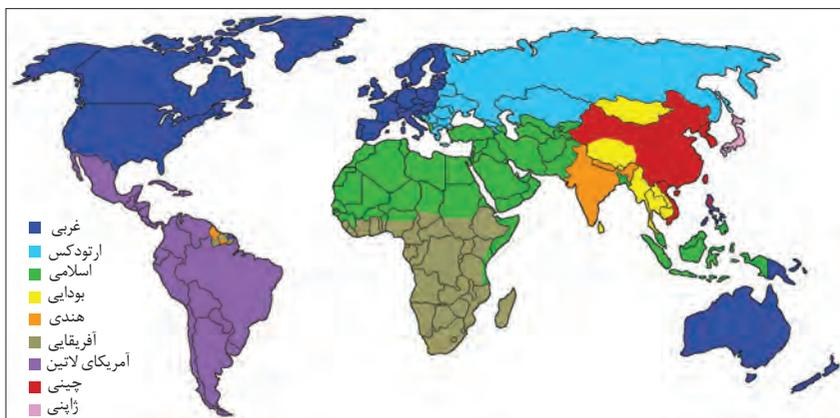 غربی
ارتودکس
اسلامی
بودایی
هندی
آفریقایی
آمریکای لاتین
چینی
ژاپنی